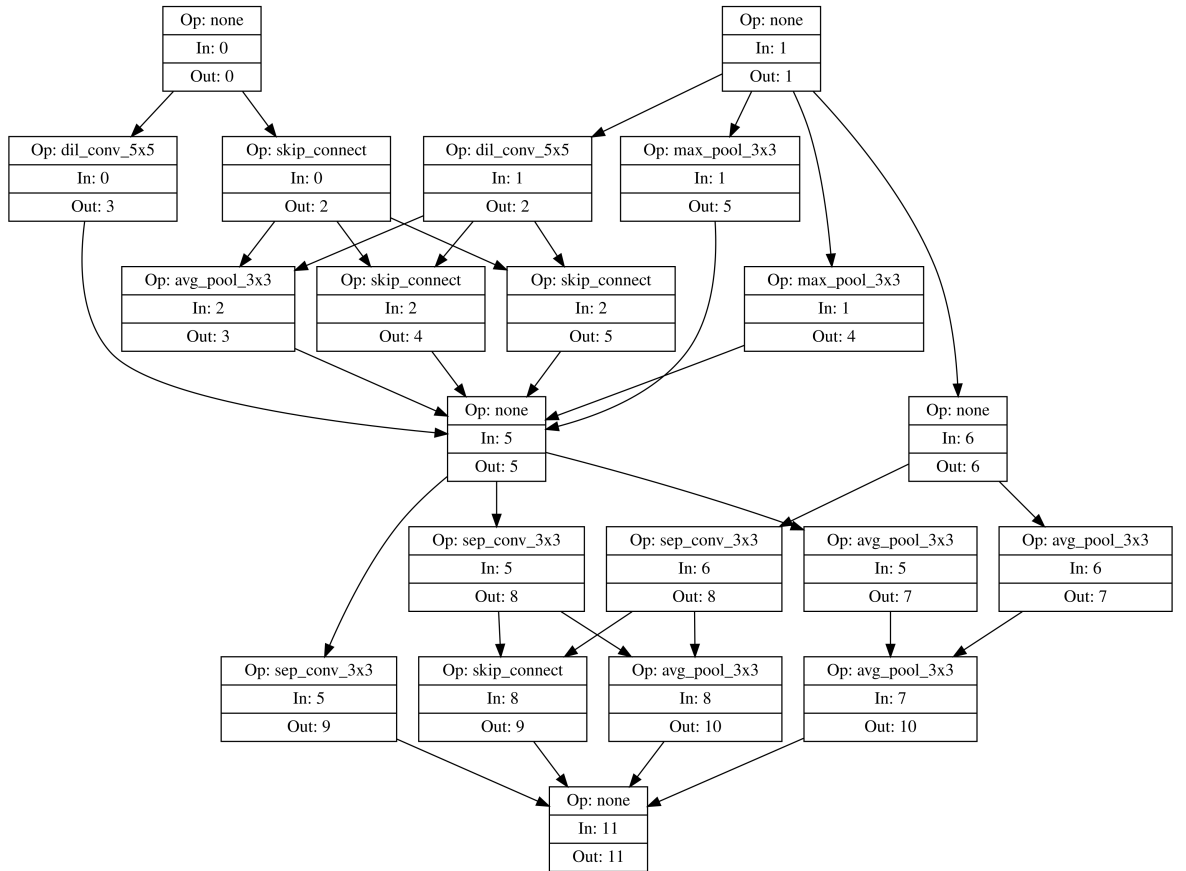 Op: none
In: 0
Out: 0
Op: none
In: 1
Out: 1
Op: dil_conv_5x5
In: 0
Out: 3
Op: skip_connect
In: 0
Out: 2
Op: dil_conv_5x5
In: 1
Out: 2
Op: max_pool_3x3
In: 1
Out: 5
Op: avg_pool_3x3
In: 2
Out: 3
Op: skip_connect
In: 2
Out: 4
Op: skip_connect
In: 2
Out: 5
Op: max_pool_3x3
In: 1
Out: 4
Op: none
In: 5
Out: 5
Op: none
In: 6
Out: 6
Op: sep_conv_3x3
In: 5
Out: 8
Op: sep_conv_3x3
In: 6
Out: 8
Op: avg_pool_3x3
In: 5
Out: 7
Op: avg_pool_3x3
In: 6
Out: 7
Op: sep_conv_3x3
In: 5
Out: 9
Op: skip_connect
In: 8
Out: 9
Op: avg_pool_3x3
In: 8
Out: 10
Op: avg_pool_3x3
In: 7
Out: 10
Op: none
In: 11
Out: 11